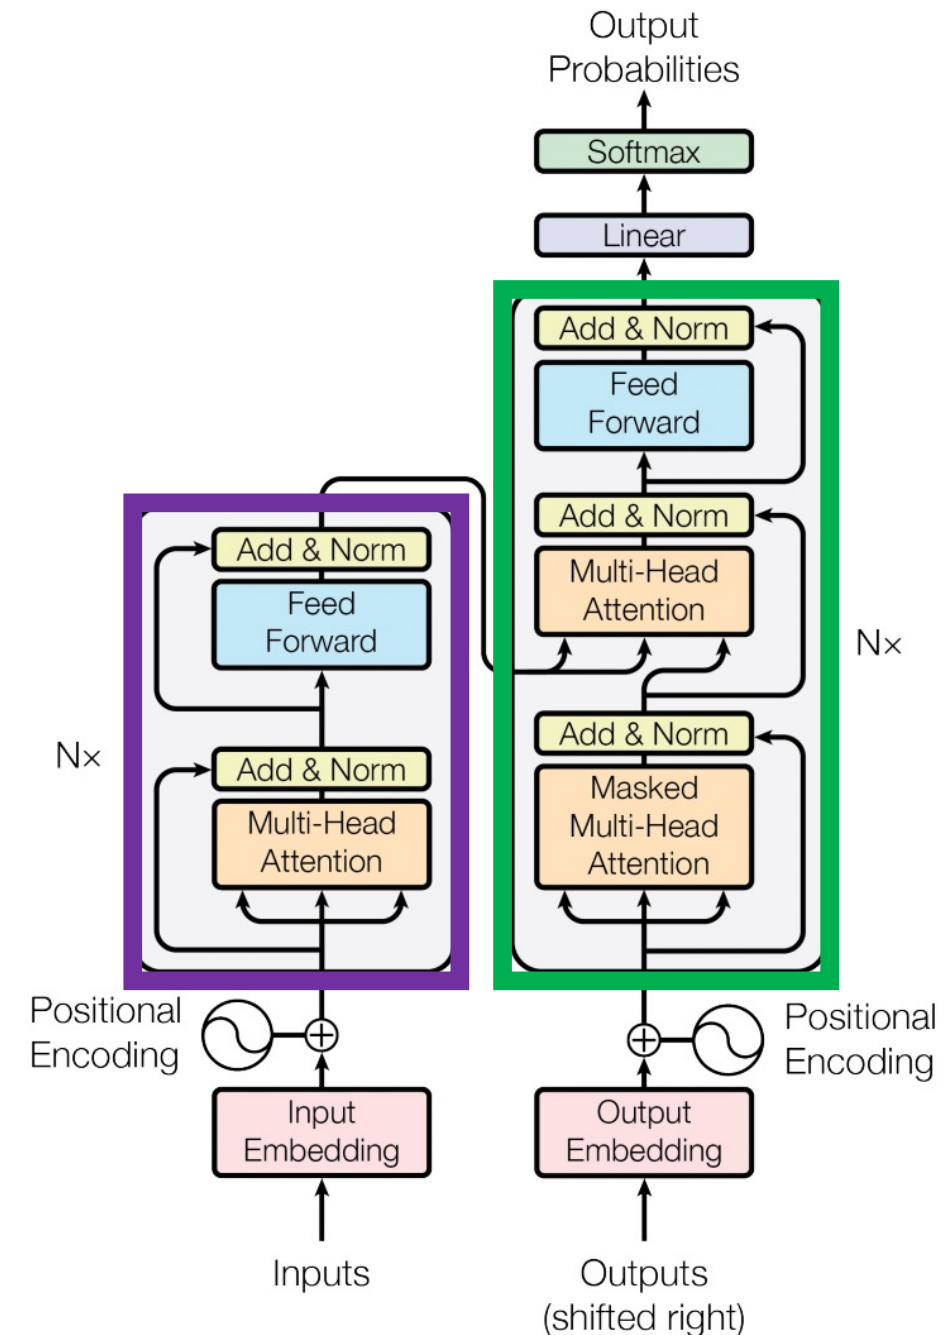 Output
Probabilities
Softmax
Linear
Add & Norm
Feed
Forward
Add & Norm
Multi-Head
Attention
Nx
Add & Norm
Masked
Multi-Head
Attention
Add & Norm
Feed
Forward
Nx
Add & Norm
Multi-Head
Attention
Positional
Encoding
Positional
Encoding
Input
Embedding
Output
Embedding
Inputs
Outputs
(shifted right)